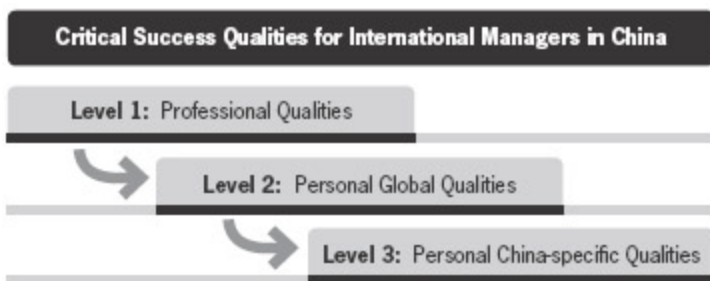 Critical Success Qualities for International Managers in China
Level 1: Professional Qualities
Level 2: Personal Global Qualities
Level 3: Personal China-specific Qualities